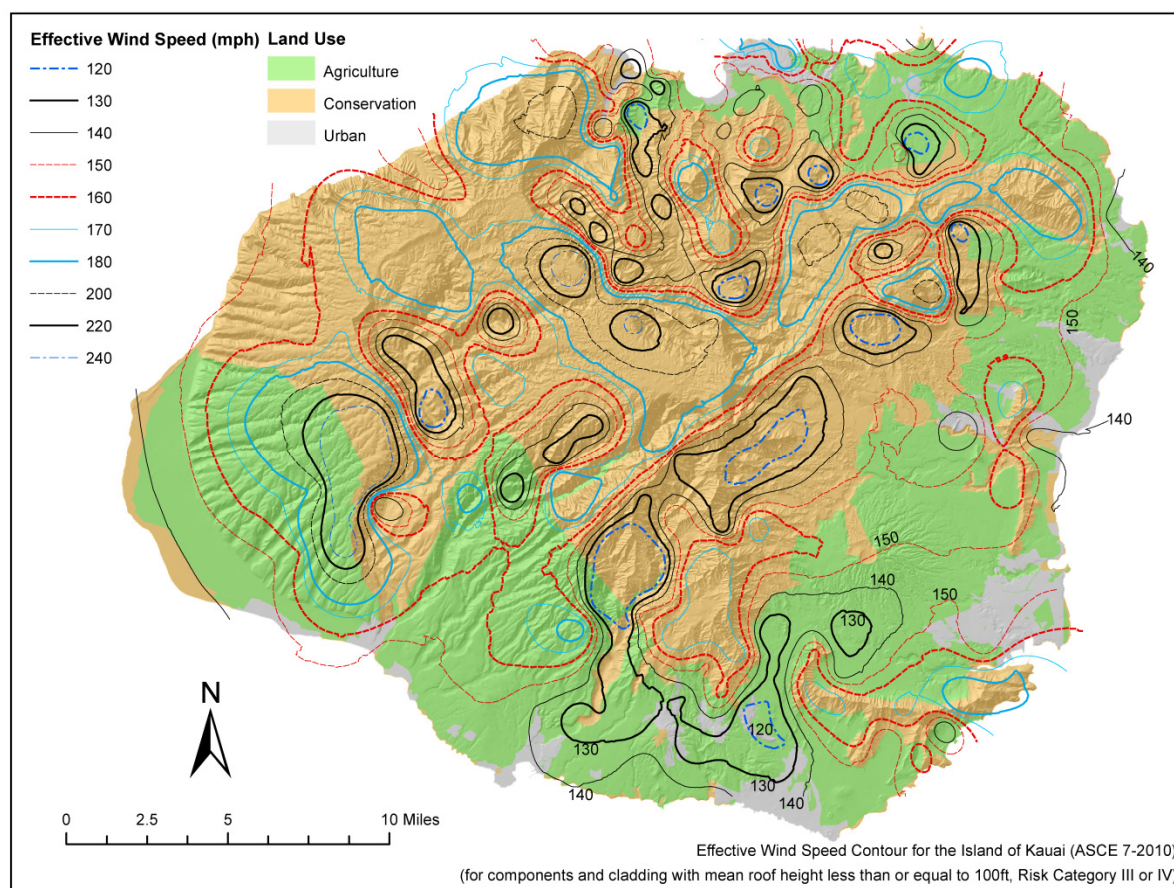 Effective Wind Speed (mph)
120
130
140
150
160
170
180
200
220
240
Land Use
Agriculture
Conservation
Urban
140
150
140
150
140
150
130
120
130
130
140
140
N
0 2.5 5 10 Miles
Effective Wind Speed Contour for the Island of Kauai (ASCE 7-2010)
(for components and cladding with mean roof height less than or equal to 100ft, Risk Category III or IV)